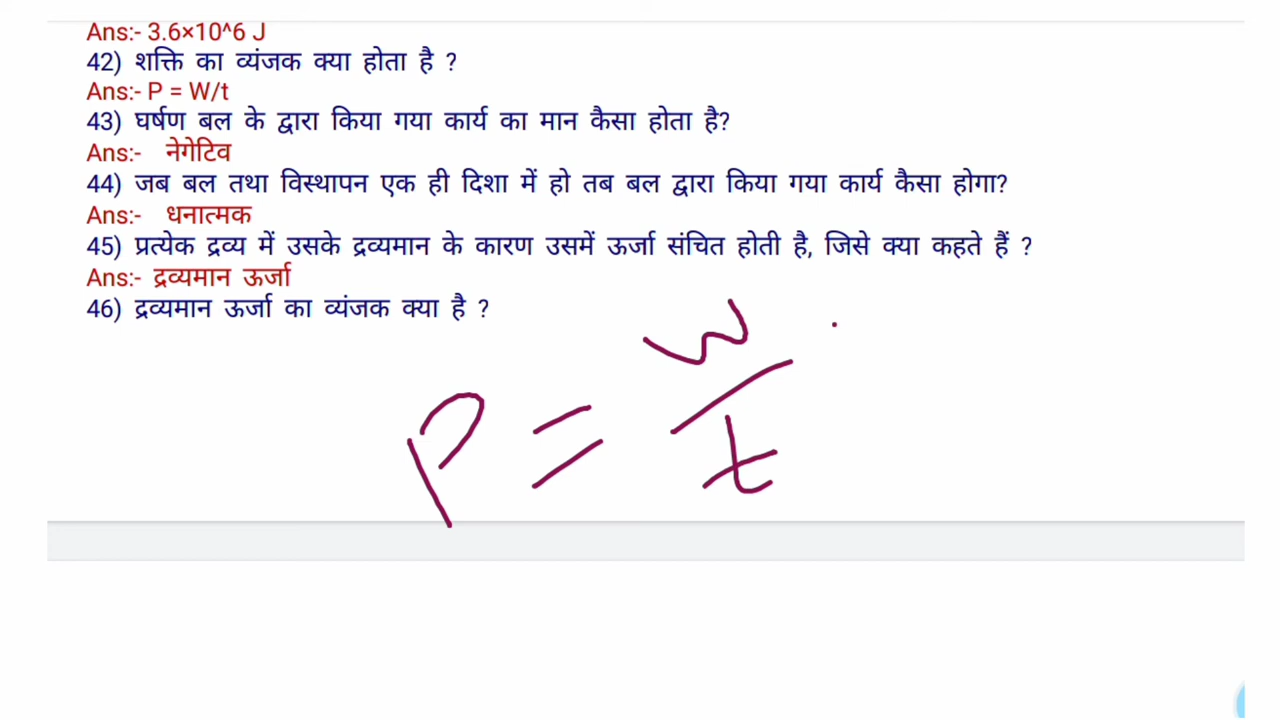 Ans:- 3.6×10^6 J
42) शक्ति का व्यंजक क्या होता है ?
Ans:- P = W/t
43) घर्षण बल के द्वारा किया गया कार्य का मान कैसा होता है?
Ans:- नेगेटिव
44) जब बल तथा विस्थापन एक ही दिशा में हो तब बल द्वारा किया गया कार्य कैसा होगा?
Ans:- धनात्मक
45) प्रत्येक द्रव्य में उसके द्रव्यमान के कारण उसमें ऊर्जा संचित होती है, जिसे क्या कहते हैं ?
Ans:- द्रव्यमान ऊर्जा
46) द्रव्यमान ऊर्जा का व्यंजक क्या है ?
P = W/t